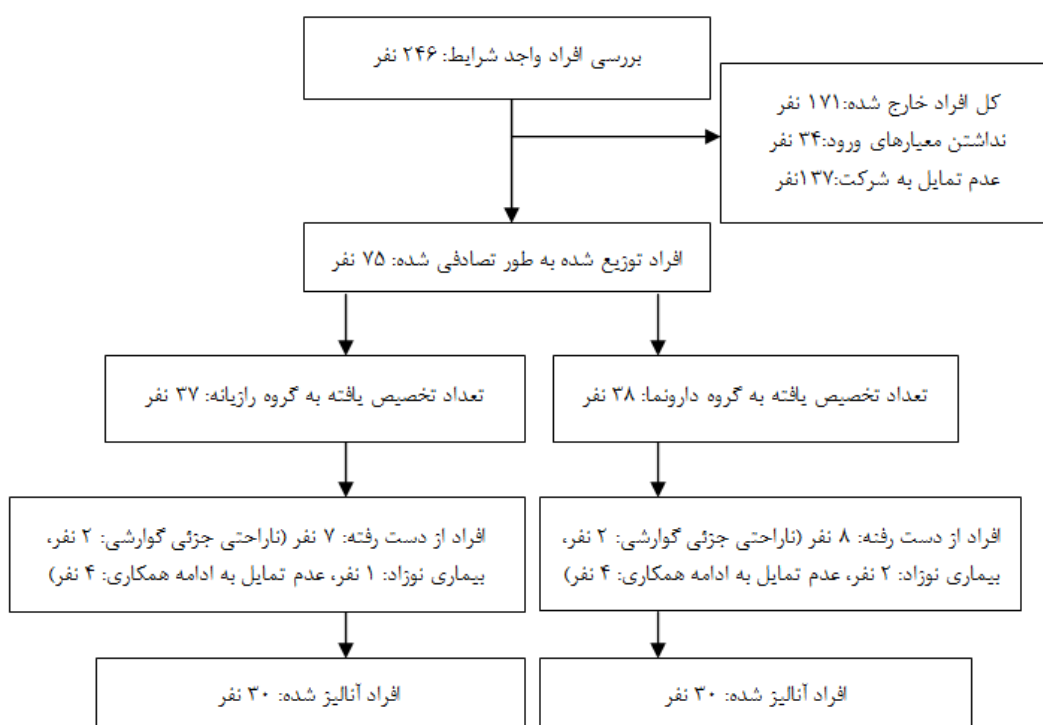 بررسی افراد واجد شرایط: ۲۴۶ نفر
کل افراد خارج شده:۱۷۱ نفر
نداشتن معیارهای ورود:۳۴ نفر
عدم تمایل به شرکت:۱۳۷نفر
افراد توزیع شده به طور تصادفی شده: ۷۵ نفر
تعداد تخصیص یافته به گروه دارونما: ۳۸ نفر
تعداد تخصیص یافته به گروه رازیانه: ۳۷ نفر
افراد از دست رفته: ۸ نفر (ناراحتی جزئی گوارشی: ۲ نفر،
بیماری نوزاد: ۲ نفر، عدم تمایل به ادامه همکاری: ۴ نفر)
افراد از دست رفته: ۷ نفر (ناراحتی جزئی گوارشی: ۲ نفر،
بیماری نوزاد: ۱ نفر، عدم تمایل به ادامه همکاری: ۴ نفر)
افراد آنالیز شده: ۳۰ نفر
افراد آنالیز شده: ۳۰ نفر